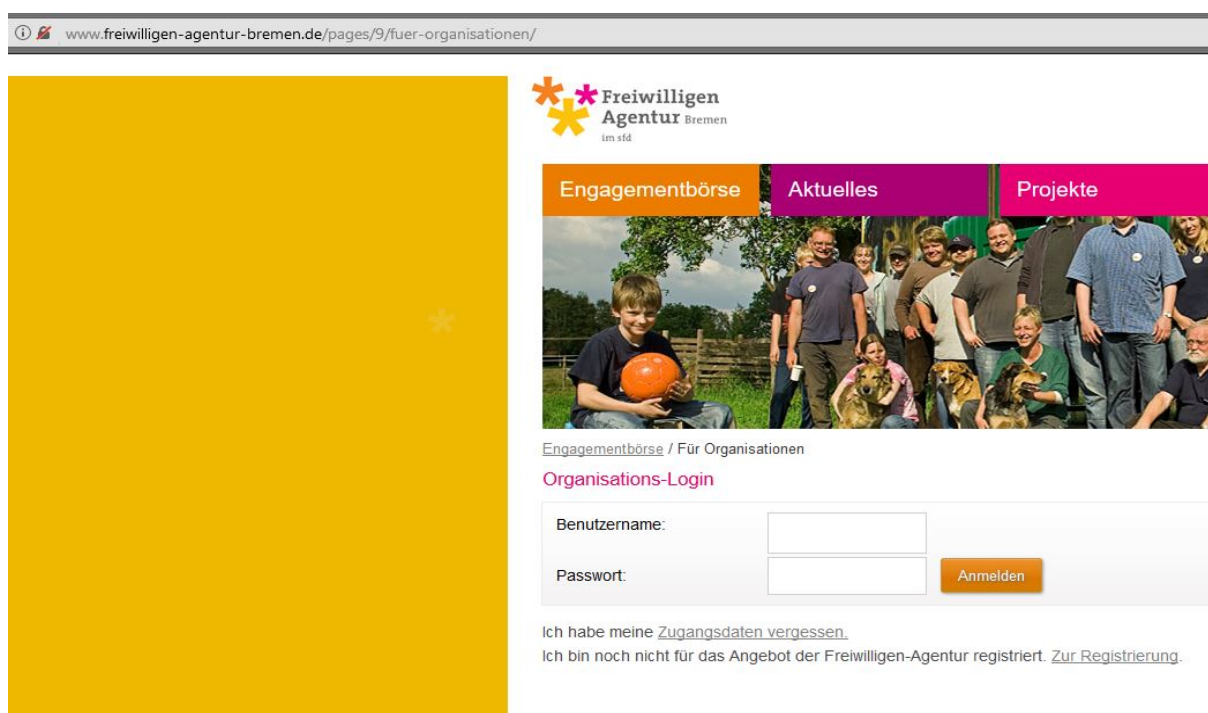 www.freiwilligen-agentur-bremen.de/pages/9/fuer-organisationen/
Freiwilligen
Agentur Bremen
im sfd
Engagementbörse Aktuelles Projekte
Engagementbörse / Für Organisationen
Organisations-Login
Benutzername:
Passwort: Anmelden
Ich habe meine Zugangsdaten vergessen.
Ich bin noch nicht für das Angebot der Freiwilligen-Agentur registriert. Zur Registrierung.